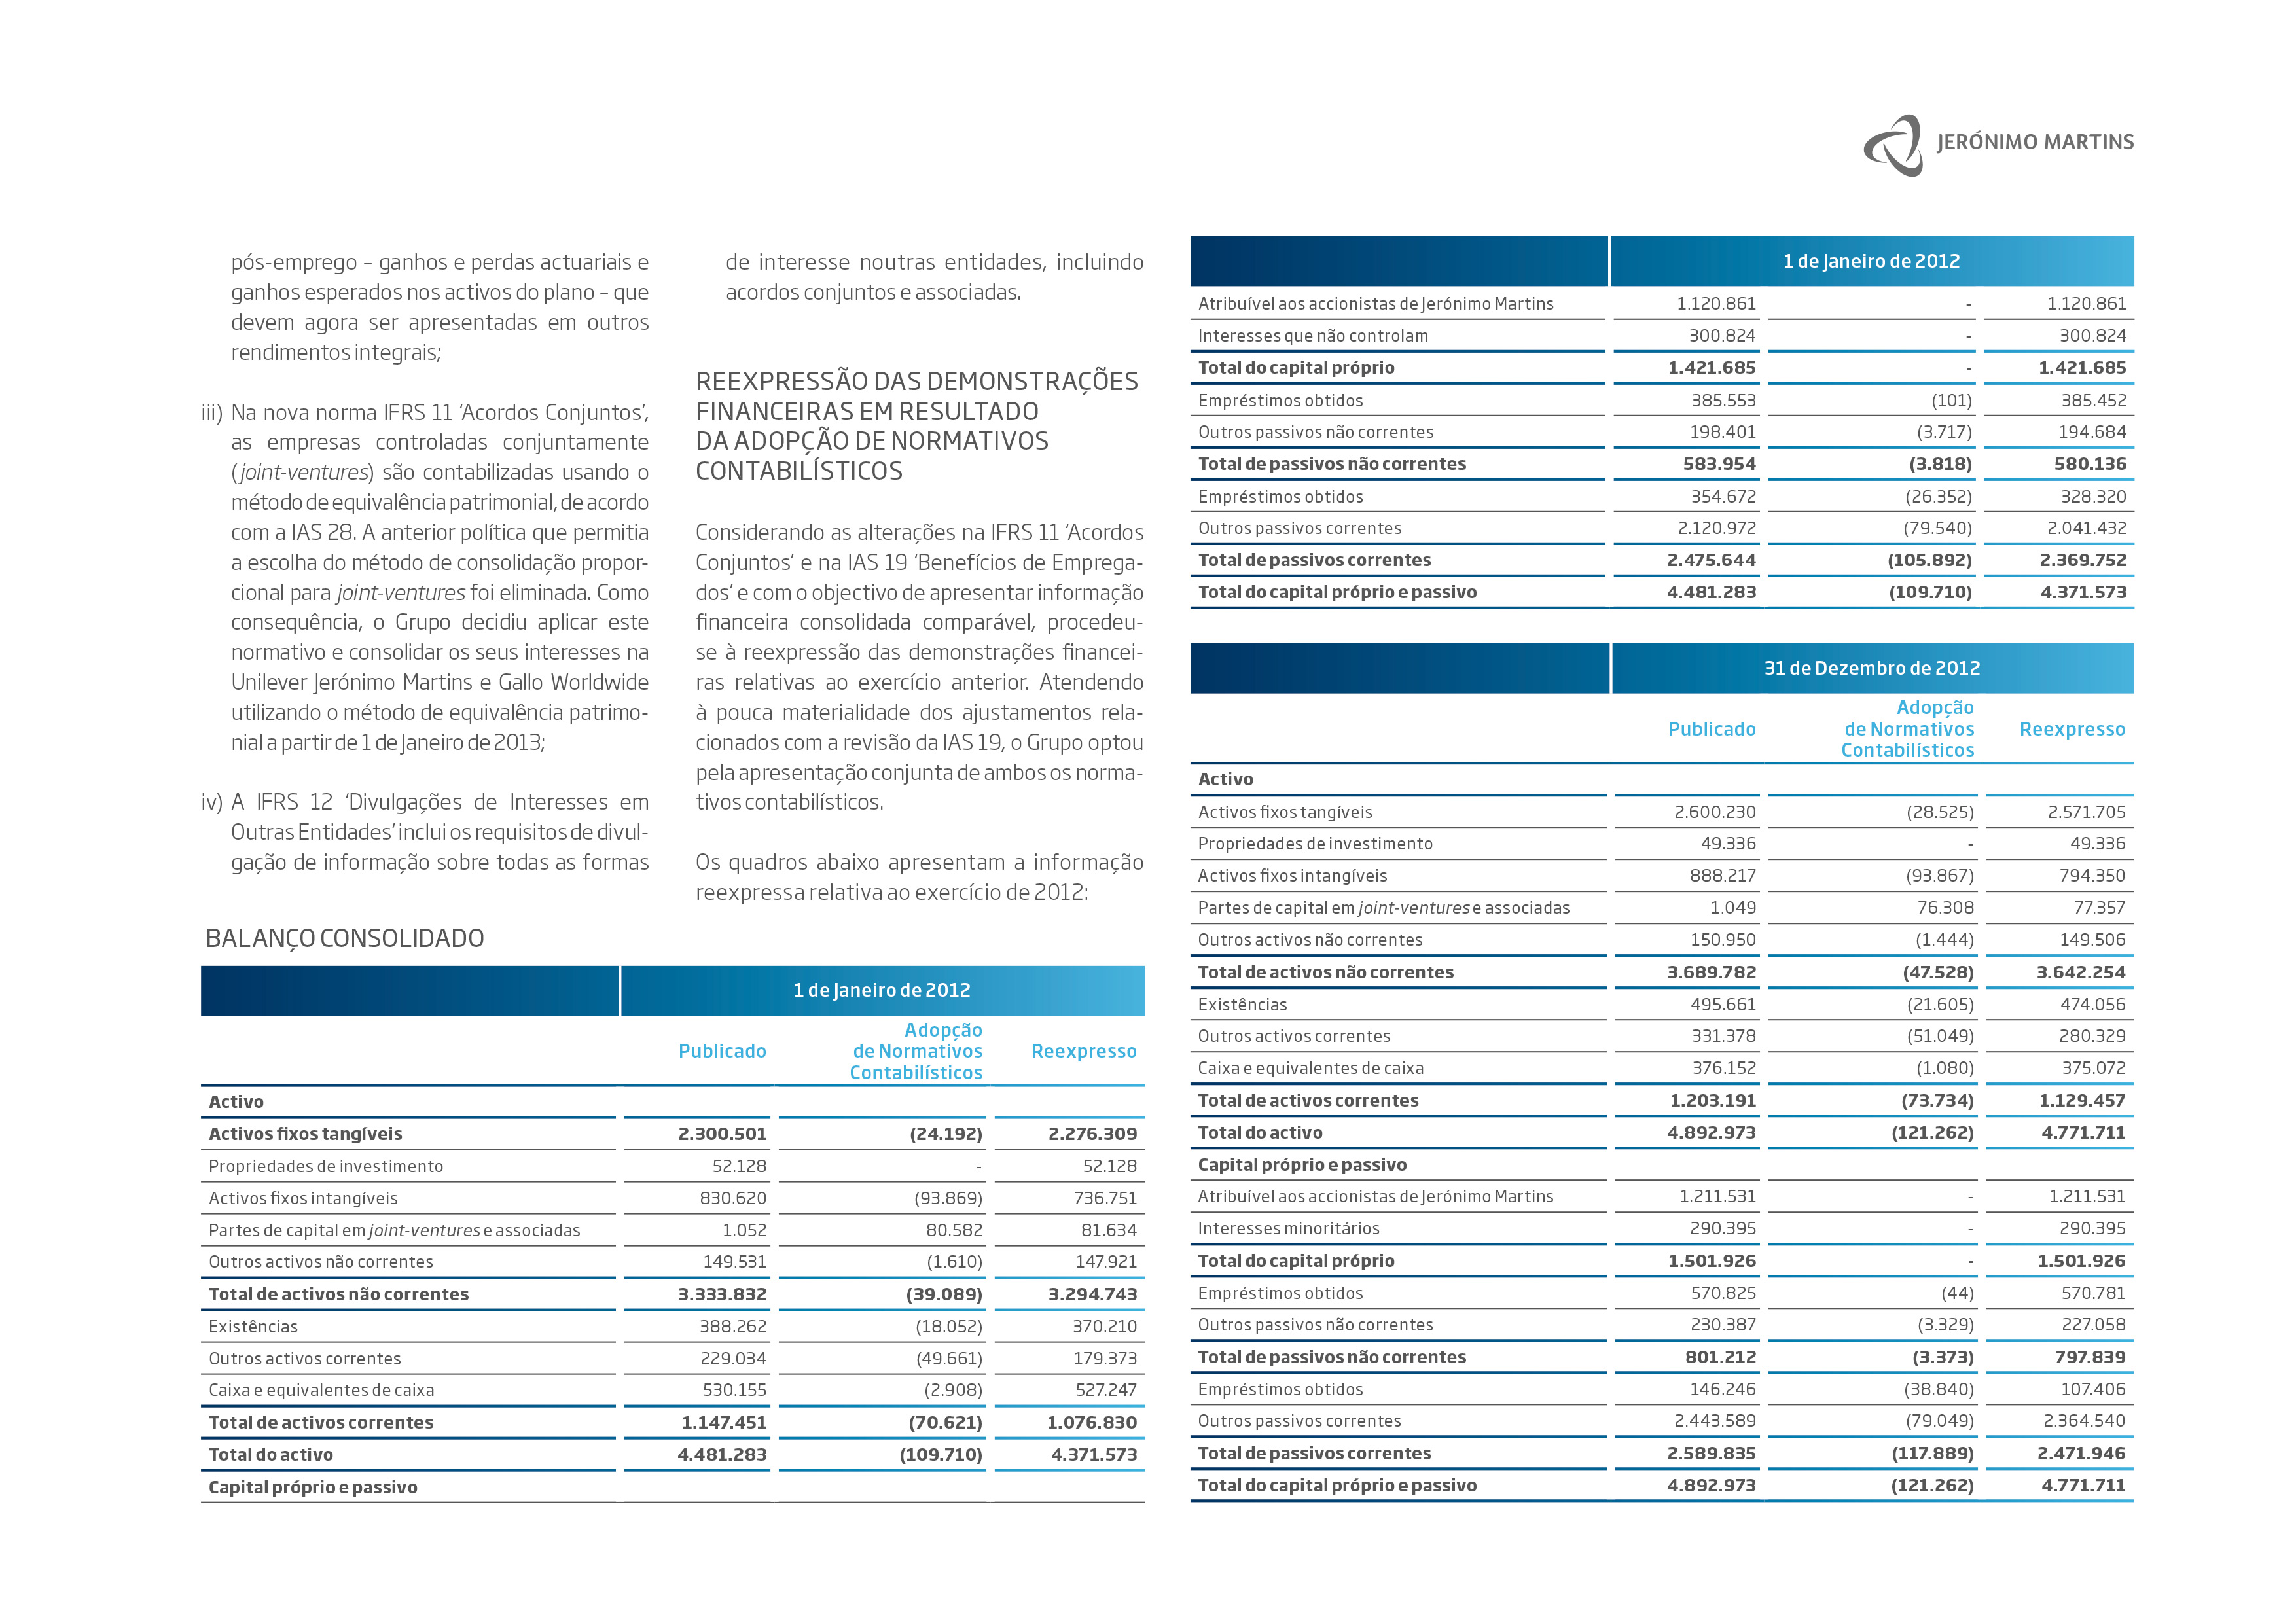 JERÓNIMO MARTINS
pós-emprego – ganhos e perdas actuariais e
ganhos esperados nos activos do plano – que
devem agora ser apresentadas em outros
rendimentos integrais;
iii) Na nova norma IFRS 11 ‘Acordos Conjuntos’,
as empresas controladas conjuntamente
(joint-ventures) são contabilizadas usando o
método de equivalência patrimonial, de acordo
com a IAS 28. A anterior política que permitia
a escolha do método de consolidação propor-
cional para joint-ventures foi eliminada. Como
consequência, o Grupo decidiu aplicar este
normativo e consolidar os seus interesses na
Unilever Jerónimo Martins e Gallo Worldwide
utilizando o método de equivalência patrimo-
nial a partir de 1 de Janeiro de 2013;
iv) A IFRS 12 ‘Divulgações de Interesses em
Outras Entidades’ inclui os requisitos de divul-
gação de informação sobre todas as formas
de interesse noutras entidades, incluindo
acordos conjuntos e associadas.
REEXPRESSÃO DAS DEMONSTRAÇÕES
FINANCEIRAS EM RESULTADO
DA ADOPÇÃO DE NORMATIVOS
CONTABILÍSTICOS
Considerando as alterações na IFRS 11 ‘Acordos
Conjuntos’ e na IAS 19 ‘Benefícios de Emprega-
dos’ e com o objectivo de apresentar informação
financeira consolidada comparável, procedeu-
se à reexpressão das demonstrações financei-
ras relativas ao exercício anterior. Atendendo
à pouca materialidade dos ajustamentos rela-
cionados com a revisão da IAS 19, o Grupo optou
pela apresentação conjunta de ambos os norma-
tivos contabilísticos.
Os quadros abaixo apresentam a informação
reexpressa relativa ao exercício de 2012:
BALANÇO CONSOLIDADO
1 de Janeiro de 2012
Publicado Adopção de Normativos Contabilísticos Reexpresso
Activo
Activos fixos tangíveis 2.300.501 (24.192) 2.276.309
Propriedades de investimento 52.128 - 52.128
Activos fixos intangíveis 830.620 (93.869) 736.751
Partes de capital em joint-ventures e associadas 1.052 80.582 81.634
Outros activos não correntes 149.531 (1.610) 147.921
Total de activos não correntes 3.333.832 (39.089) 3.294.743
Existências 388.262 (18.052) 370.210
Outros activos correntes 229.034 (49.661) 179.373
Caixa e equivalentes de caixa 530.155 (2.908) 527.247
Total de activos correntes 1.147.451 (70.621) 1.076.830
Total do activo 4.481.283 (109.710) 4.371.573
Capital próprio e passivo
1 de Janeiro de 2012
Atribuível aos accionistas de Jerónimo Martins 1.120.861 - 1.120.861
Interesses que não controlam 300.824 - 300.824
Total do capital próprio 1.421.685 - 1.421.685
Empréstimos obtidos 385.553 (101) 385.452
Outros passivos não correntes 198.401 (3.717) 194.684
Total de passivos não correntes 583.954 (3.818) 580.136
Empréstimos obtidos 354.672 (26.352) 328.320
Outros passivos correntes 2.120.972 (79.540) 2.041.432
Total de passivos correntes 2.475.644 (105.892) 2.369.752
Total do capital próprio e passivo 4.481.283 (109.710) 4.371.573
31 de Dezembro de 2012
Publicado Adopção de Normativos Contabilísticos Reexpresso
Activo
Activos fixos tangíveis 2.600.230 (28.525) 2.571.705
Propriedades de investimento 49.336 - 49.336
Activos fixos intangíveis 888.217 (93.867) 794.350
Partes de capital em joint-ventures e associadas 1.049 76.308 77.357
Outros activos não correntes 150.950 (1.444) 149.506
Total de activos não correntes 3.689.782 (47.528) 3.642.254
Existências 495.661 (21.605) 474.056
Outros activos correntes 331.378 (51.049) 280.329
Caixa e equivalentes de caixa 376.152 (1.080) 375.072
Total de activos correntes 1.203.191 (73.734) 1.129.457
Total do activo 4.892.973 (121.262) 4.771.711
Capital próprio e passivo
Atribuível aos accionistas de Jerónimo Martins 1.211.531 - 1.211.531
Interesses minoritários 290.395 - 290.395
Total do capital próprio 1.501.926 - 1.501.926
Empréstimos obtidos 570.825 (44) 570.781
Outros passivos não correntes 230.387 (3.329) 227.058
Total de passivos não correntes 801.212 (3.373) 797.839
Empréstimos obtidos 146.246 (38.840) 107.406
Outros passivos correntes 2.443.589 (79.049) 2.364.540
Total de passivos correntes 2.589.835 (117.889) 2.471.946
Total do capital próprio e passivo 4.892.973 (121.262) 4.771.711